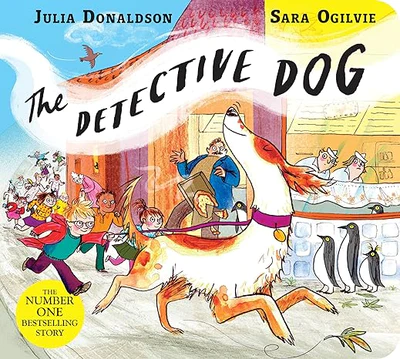 JULIA DONALDSON SARA OGILVIE
The DETECTIVE DOG
THE
NUMBER
ONE
BESTSELLING
STORY